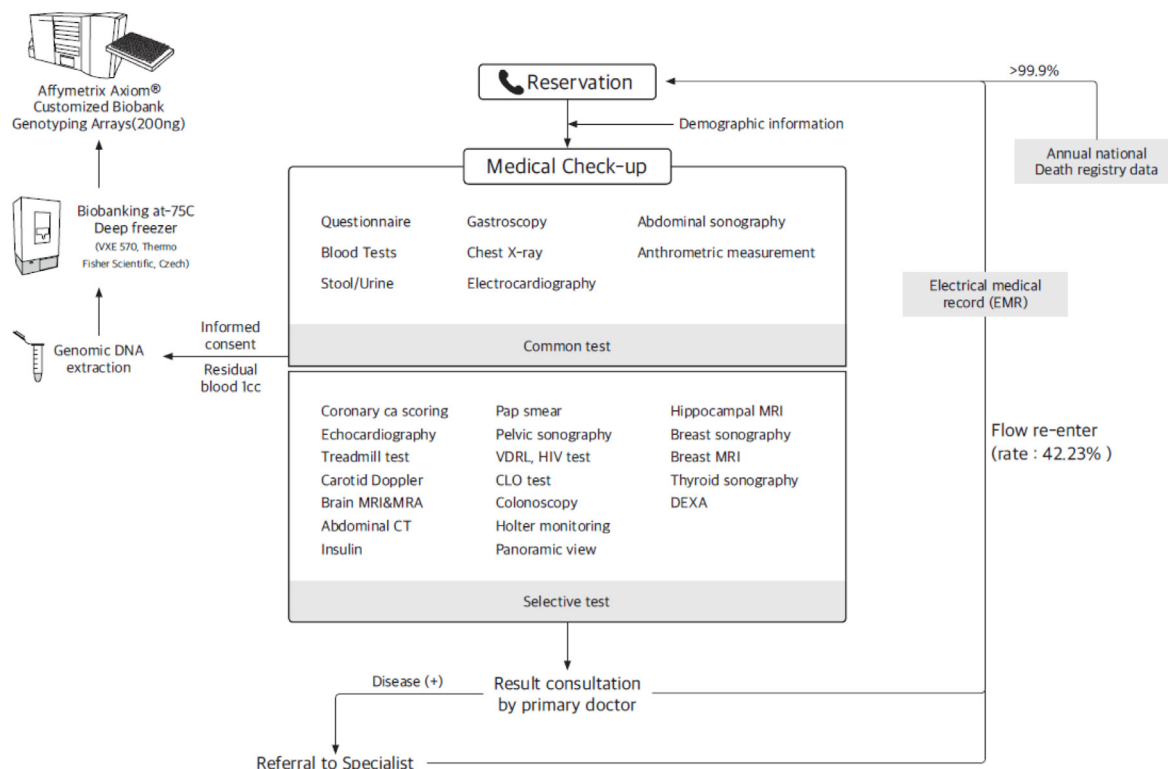 Affymetrix Axiom®
Customized Biobank
Genotyping Arrays(200ng)
Biobanking at-75C
Deep freezer
(VXE 570, Thermo
Fisher Scientific, Czech)
Genomic DNA
extraction
Informed
consent
Residual
blood 1cc
Reservation
Demographic information
Medical Check-up
Questionnaire
Gastroscopy
Abdominal sonography
Blood Tests
Chest X-ray
Anthrometric measurement
Stool/Urine
Electrocardiography
Common test
Coronary ca scoring
Pap smear
Hippocampal MRI
Echocardiography
Pelvic sonography
Breast sonography
Treadmill test
VDRL, HIV test
Breast MRI
Carotid Doppler
CLO test
Thyroid sonography
Brain MRI&MRA
Colonoscopy
DEXA
Abdominal CT
Holter monitoring
Insulin
Panoramic view
Selective test
Disease (+)
Result consultation
by primary doctor
Referral to Specialist
>99.9%
Annual national
Death registry data
Electrical medical
record (EMR)
Flow re-enter
(rate : 42.23% )